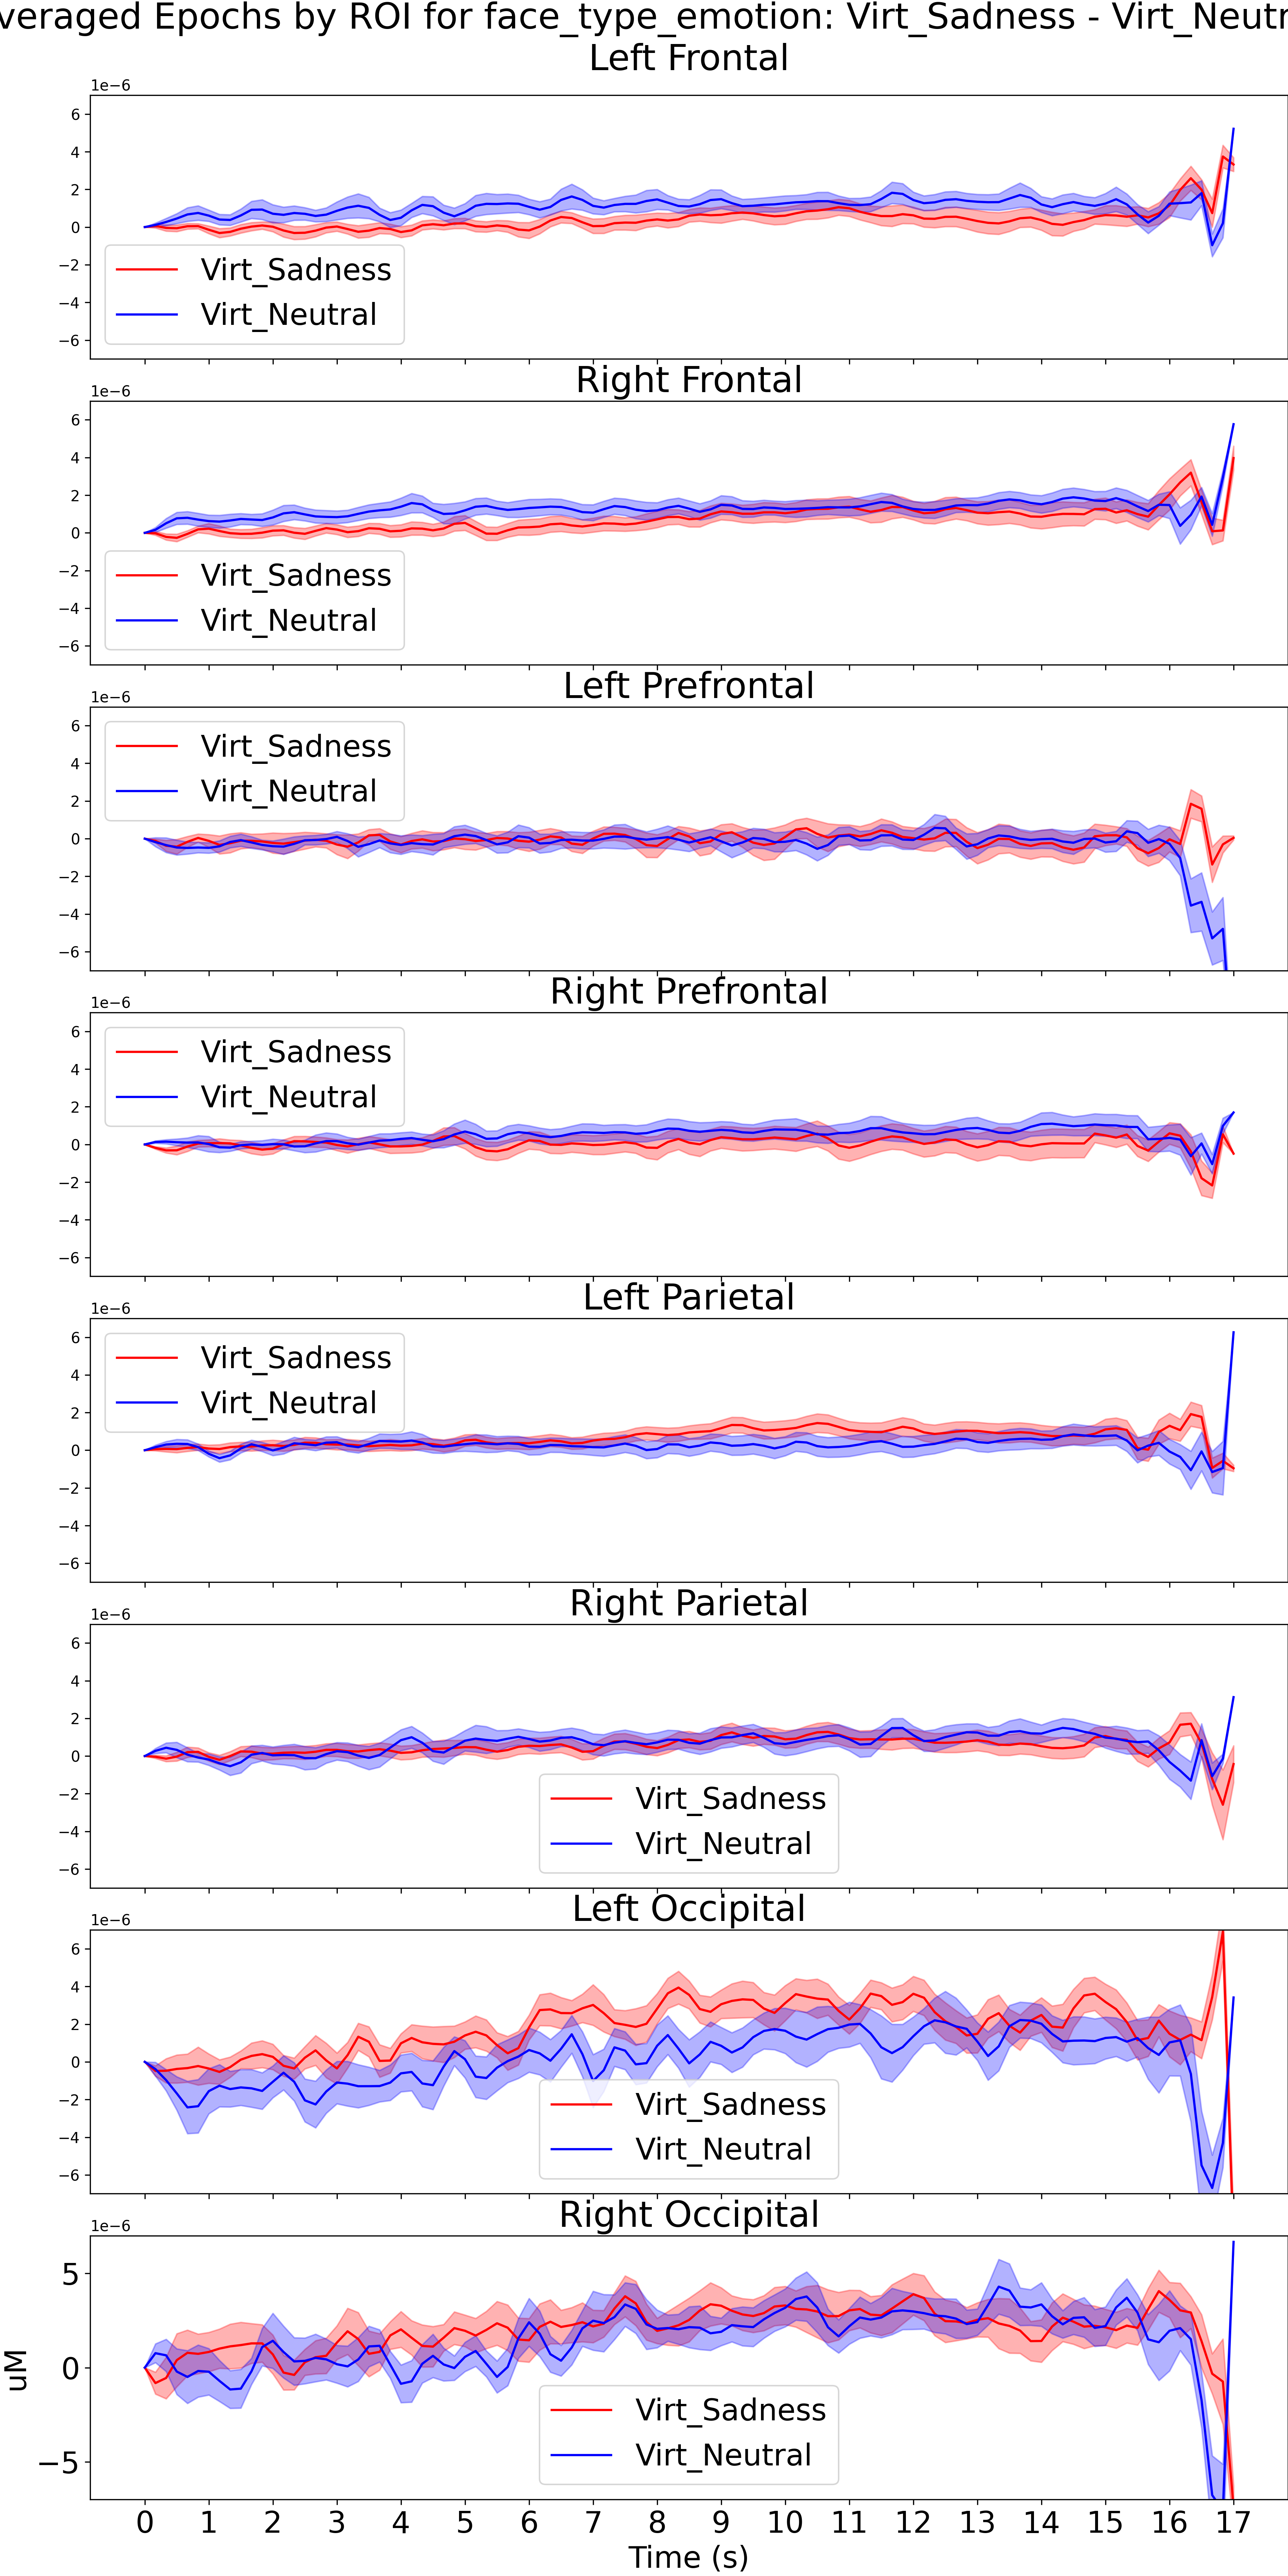 veraged Epochs by ROI for face_type_emotion: Virt_Sadness - Virt_Neutr
Left Frontal
1e−6
6
4
2
0
−2
−4
−6
Virt_Sadness
Virt_Neutral
Right Frontal
1e−6
6
4
2
0
−2
−4
−6
Virt_Sadness
Virt_Neutral
Left Prefrontal
1e−6
6
4
2
0
−2
−4
−6
Virt_Sadness
Virt_Neutral
Right Prefrontal
1e−6
6
4
2
0
−2
−4
−6
Virt_Sadness
Virt_Neutral
Left Parietal
1e−6
6
4
2
0
−2
−4
−6
Virt_Sadness
Virt_Neutral
Right Parietal
1e−6
6
4
2
0
−2
−4
−6
Virt_Sadness
Virt_Neutral
Left Occipital
1e−6
6
4
2
0
−2
−4
−6
Virt_Sadness
Virt_Neutral
Right Occipital
1e−6
5
0
−5
uM
Virt_Sadness
Virt_Neutral
0 1 2 3 4 5 6 7 8 9 10 11 12 13 14 15 16 17
Time (s)